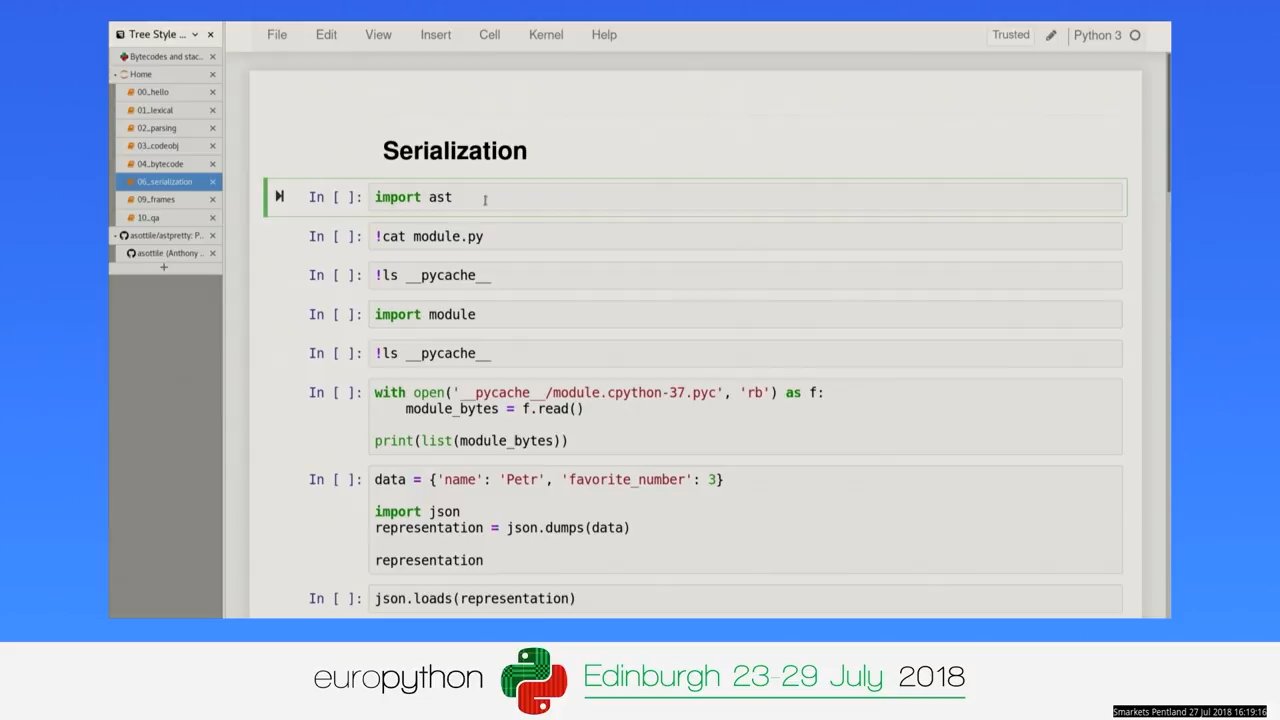 Tree Style ...
File Edit View Insert Cell Kernel Help
Trusted
Python 3
Bytecodes and stac..
Home
00_hello
01_lexical
02_parsing
03_codeobj
04_bytecode
06_serialization
09_frames
10_qa
asottile/astpretty: P..
asottile (Anthony ..
Serialization
In [ ]: import ast
In [ ]: !cat module.py
In [ ]: !ls __pycache__
In [ ]: import module
In [ ]: !ls __pycache__
In [ ]: with open('__pycache__/module.cpython-37.pyc', 'rb') as f:
module_bytes = f.read()
print(list(module_bytes))
In [ ]: data = {'name': 'Petr', 'favorite_number': 3}
import json
representation = json.dumps(data)
representation
In [ ]: json.loads(representation)
europython
Edinburgh 23-29 July 2018
Smarkets Pentland 27 Jul 2018 16:19:16